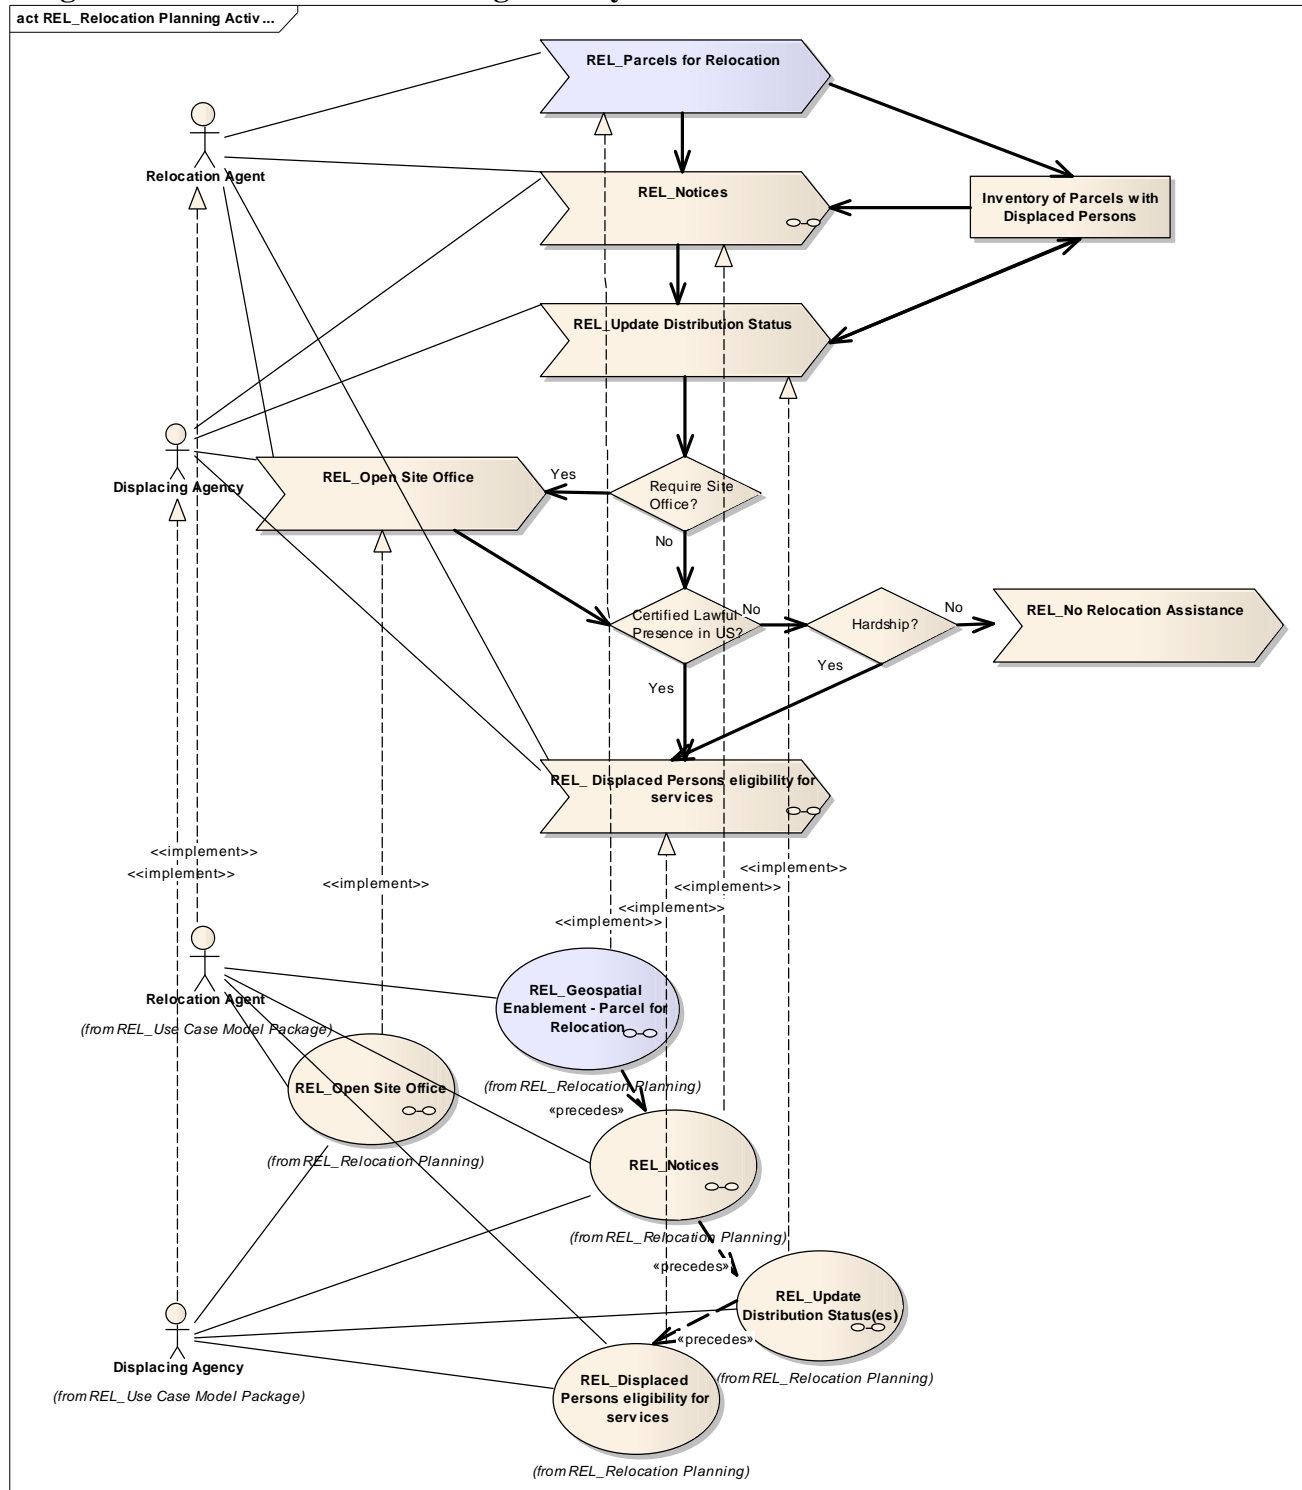 act REL_Relocation Planning Activ...
REL_Parcels for Relocation
Relocation Agent
REL_Notices
Inventory of Parcels with
Displaced Persons
REL_Update Distribution Status
Displacing Agency
REL_Open Site Office
Yes
Require Site
Office?
No
Certified Lawful
Presence in US?
No
Hardship?
No
REL_No Relocation Assistance
Yes
Yes
REL_ Displaced Persons eligibility for
services
<<implement>>
<<implement>>
<<implement>>
<<implement>>
<<implement>>
<<implement>>
<<implement>>
Relocation Agent
(from REL_Use Case Model Package)
REL_Geospatial
Enablement - Parcel for
Relocation
(from REL_Relocation Planning)
REL_Open Site Office
(from REL_Relocation Planning)
«precedes»
REL_Notices
(from REL_Relocation Planning)
«precedes»
REL_Update
Distribution Status(es)
(from REL_Relocation Planning)
«precedes»
Displacing Agency
(from REL_Use Case Model Package)
REL_Displaced
Persons eligibility for
services
(from REL_Relocation Planning)